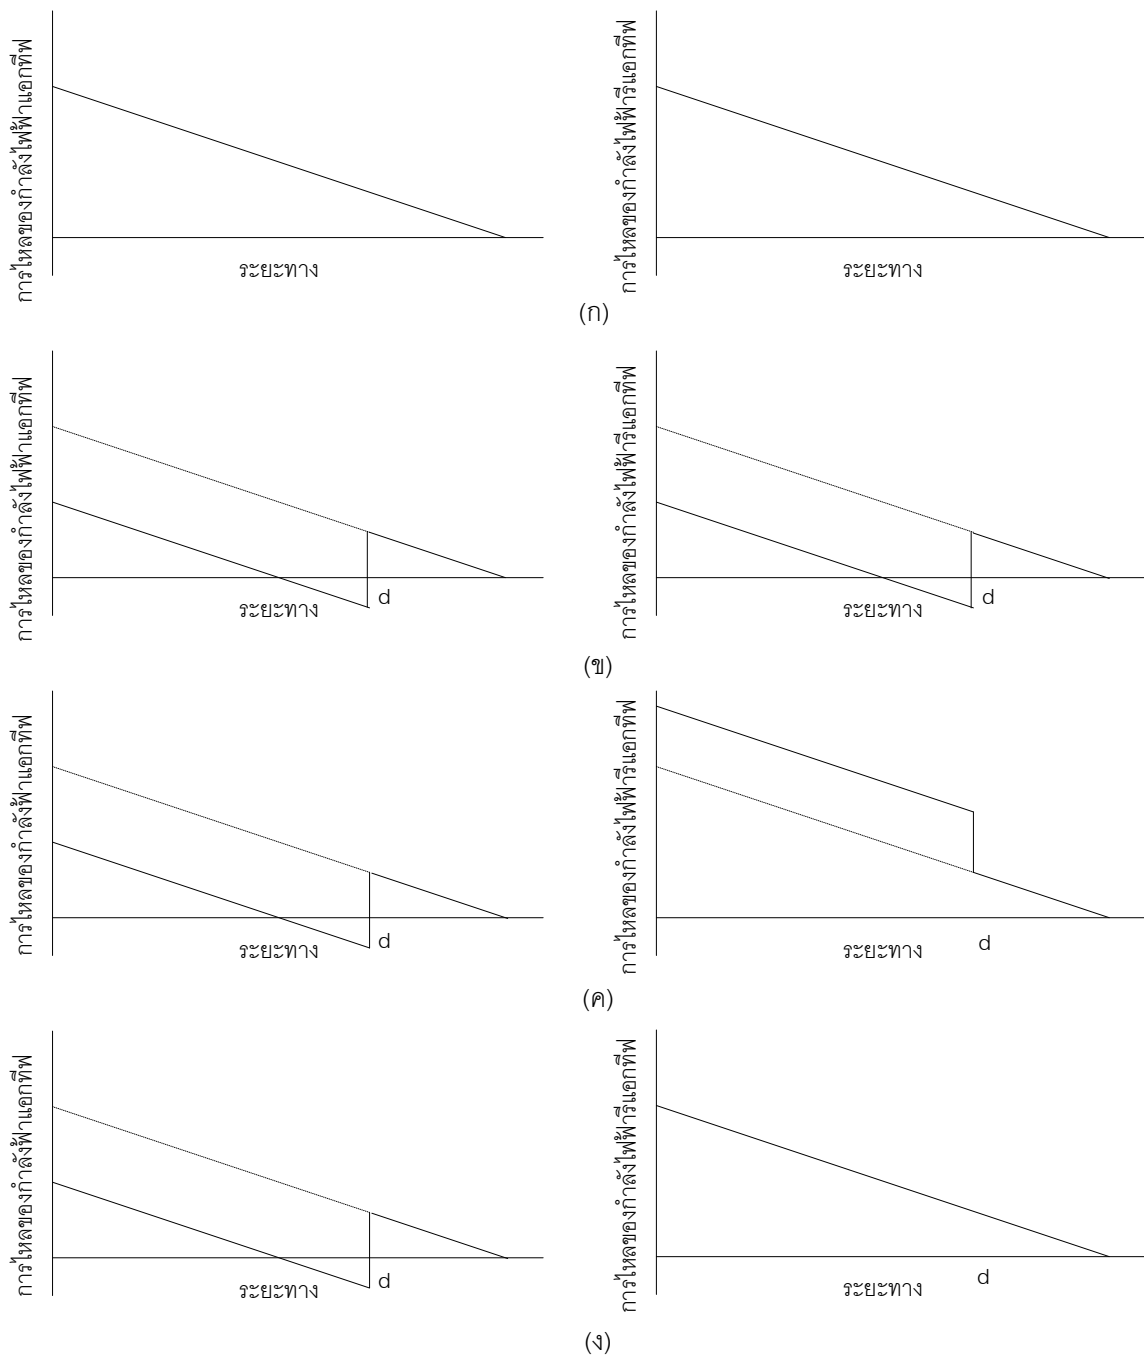 การไหลของกำลังไฟฟ้าแอกทีฟ
ระยะทาง
การไหลของกำลังไฟฟ้ารีแอกทีฟ
ระยะทาง
(ก)
การไหลของกำลังไฟฟ้าแอกทีฟ
ระยะทาง
d
การไหลของกำลังไฟฟ้ารีแอกทีฟ
ระยะทาง
d
(ข)
การไหลของกำลังฟ้าแอกทีฟ
ระยะทาง
d
การไหลของกำลังไฟฟ้ารีแอกทีฟ
ระยะทาง
d
(ค)
การไหลของกำลังฟ้าแอกทีฟ
ระยะทาง
d
การไหลของกำลังไฟฟ้ารีแอกทีฟ
ระยะทาง
d
(ง)